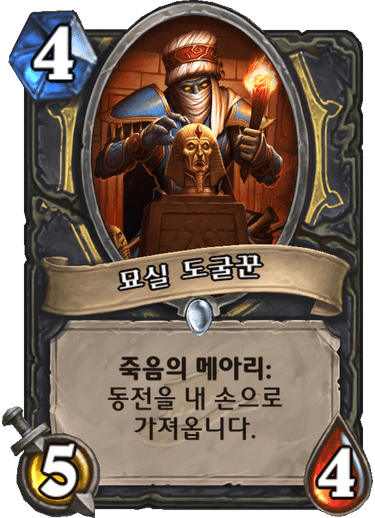 4
묘실 도굴꾼
죽음의 메아리:
동전을 내 손으로
가져옵니다.
5
4